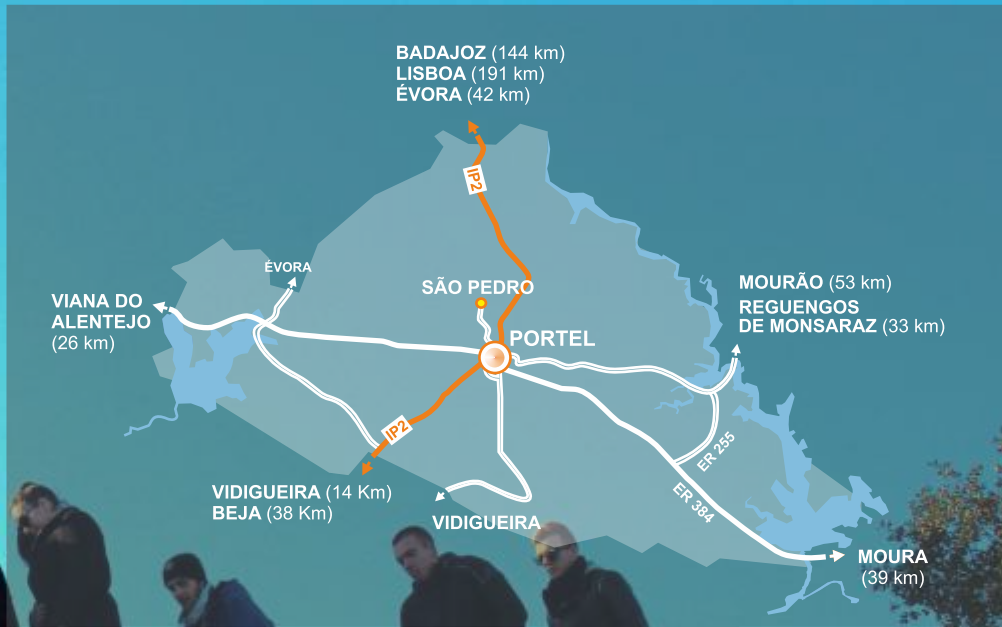 BADAJOZ (144 km)
LISBOA (191 km)
ÉVORA (42 km)
IP2
ÉVORA
SÃO PEDRO
MOURÃO (53 km)
REGUENGOS
DE MONSARAZ (33 km)
VIANA DO
ALENTEJO
(26 km)
PORTEL
IP2
ER 255
ER 384
VIDIGUEIRA (14 Km)
BEJA (38 Km)
VIDIGUEIRA
MOURA
(39 km)